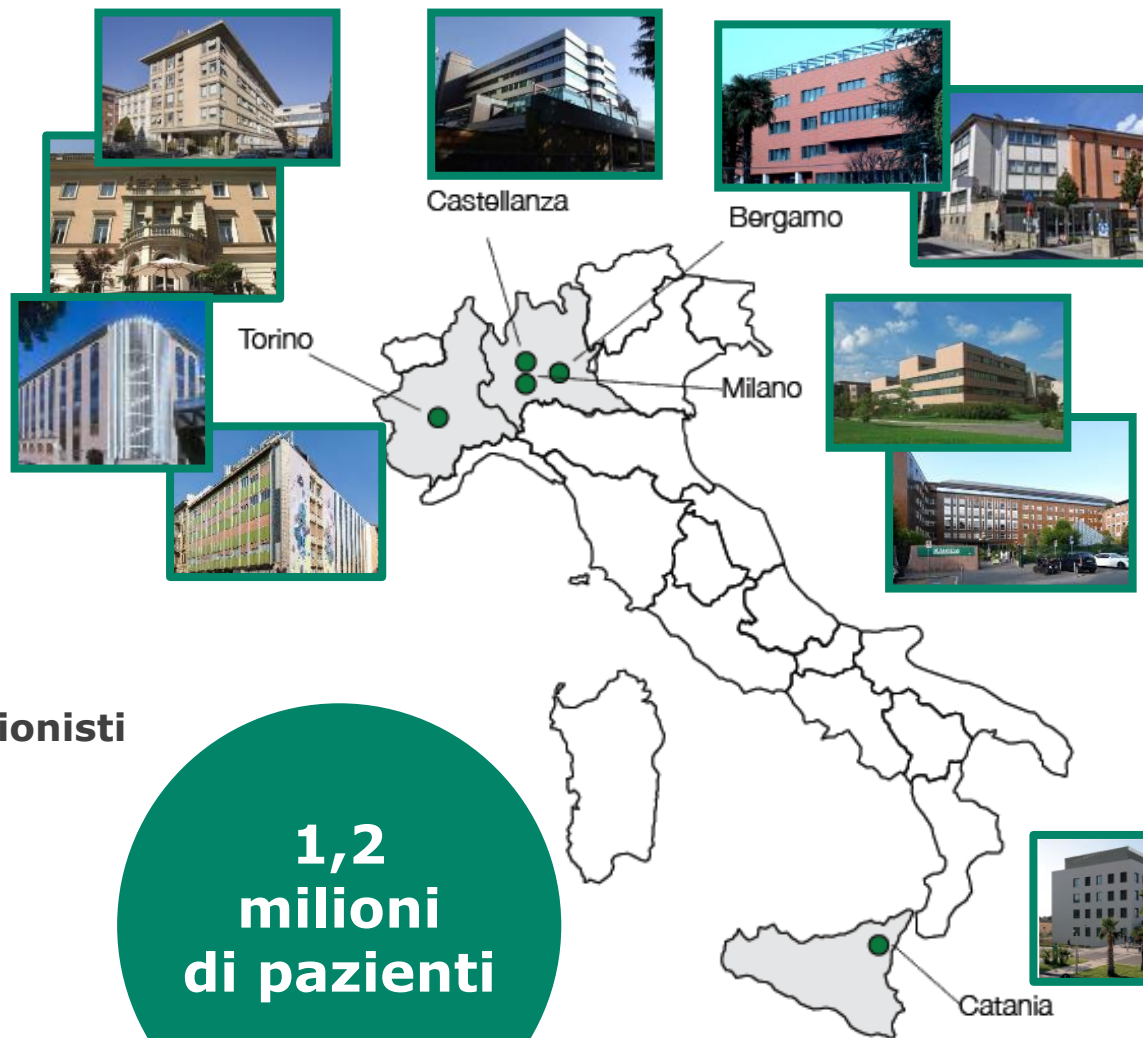 Castellanza
Bergamo
Torino
Milano
ionisti
1,2
milioni
di pazienti
Catania